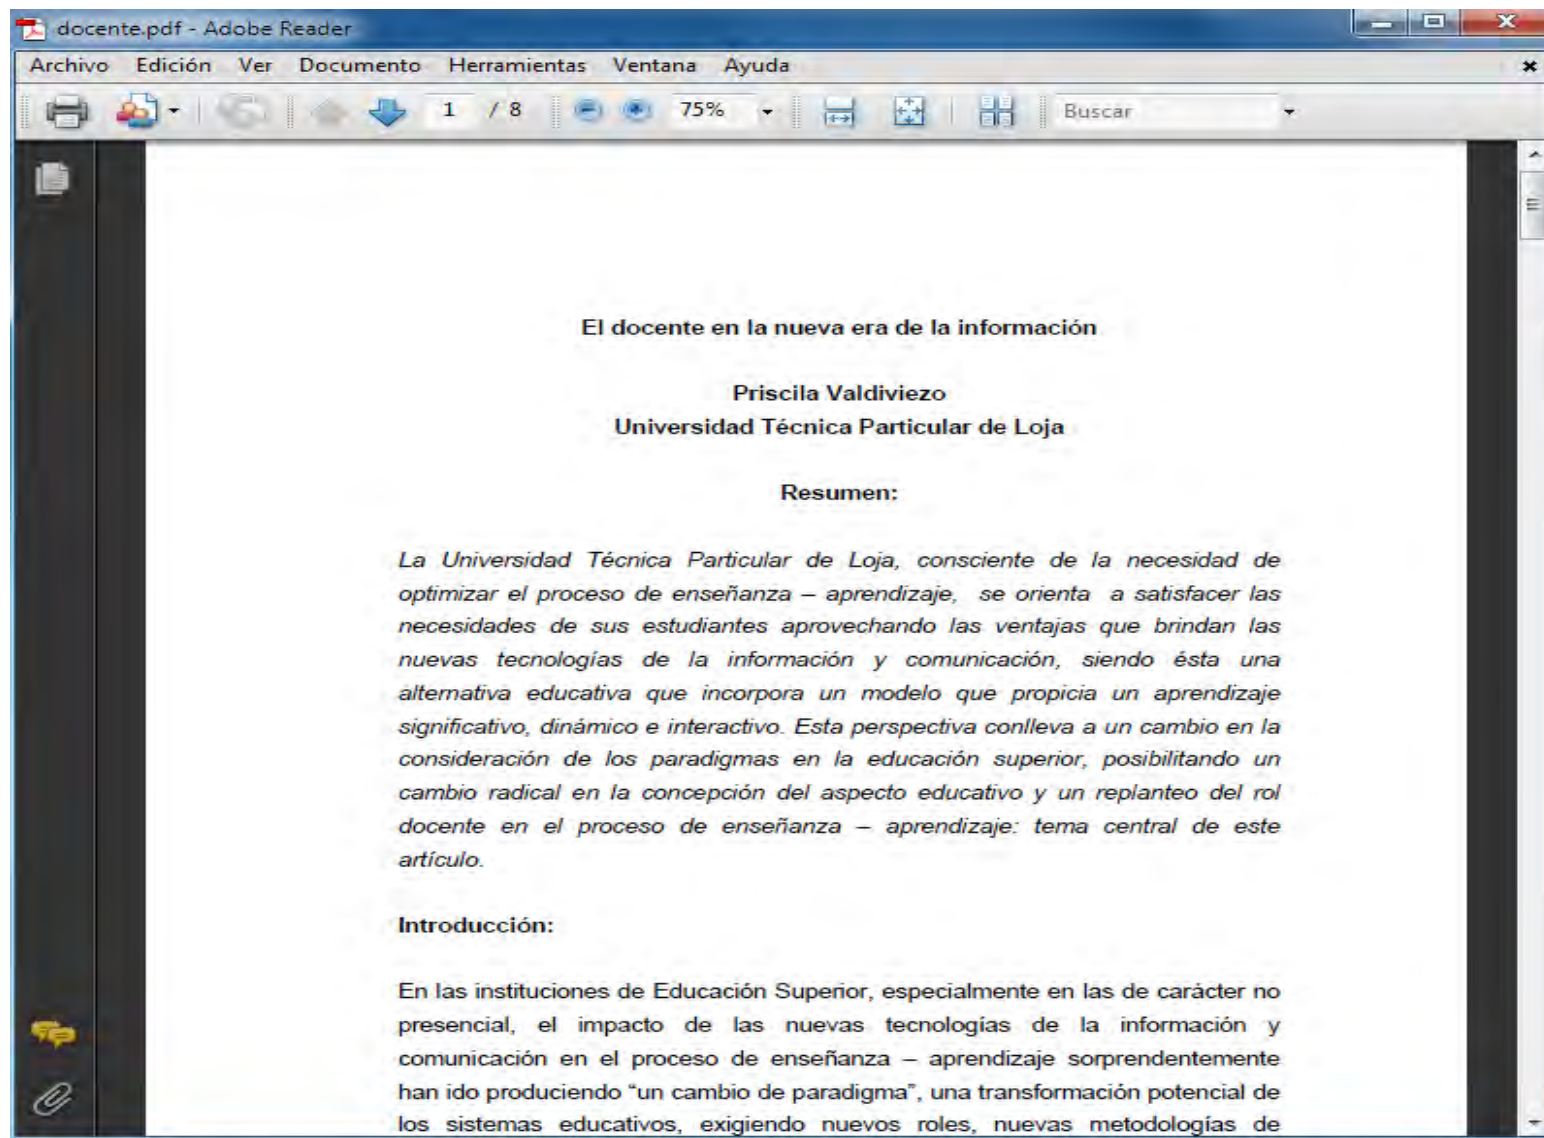 docente.pdf - Adobe Reader
Archivo Edición Ver Documento Herramientas Ventana Ayuda
1 / 8 75% Buscar
El docente en la nueva era de la información
Priscila Valdiviezo
Universidad Técnica Particular de Loja
Resumen:
La Universidad Técnica Particular de Loja, consciente de la necesidad de
optimizar el proceso de enseñanza – aprendizaje, se orienta a satisfacer las
necesidades de sus estudiantes aprovechando las ventajas que brindan las
nuevas tecnologías de la información y comunicación, siendo ésta una
alternativa educativa que incorpora un modelo que propicia un aprendizaje
significativo, dinámico e interactivo. Esta perspectiva conlleva a un cambio en la
consideración de los paradigmas en la educación superior, posibilitando un
cambio radical en la concepción del aspecto educativo y un replanteo del rol
docente en el proceso de enseñanza – aprendizaje: tema central de este
artículo.
Introducción:
En las instituciones de Educación Superior, especialmente en las de carácter no
presencial, el impacto de las nuevas tecnologías de la información y
comunicación en el proceso de enseñanza – aprendizaje sorprendentemente
han ido produciendo “un cambio de paradigma”, una transformación potencial de
los sistemas educativos, exigiendo nuevos roles, nuevas metodologías de